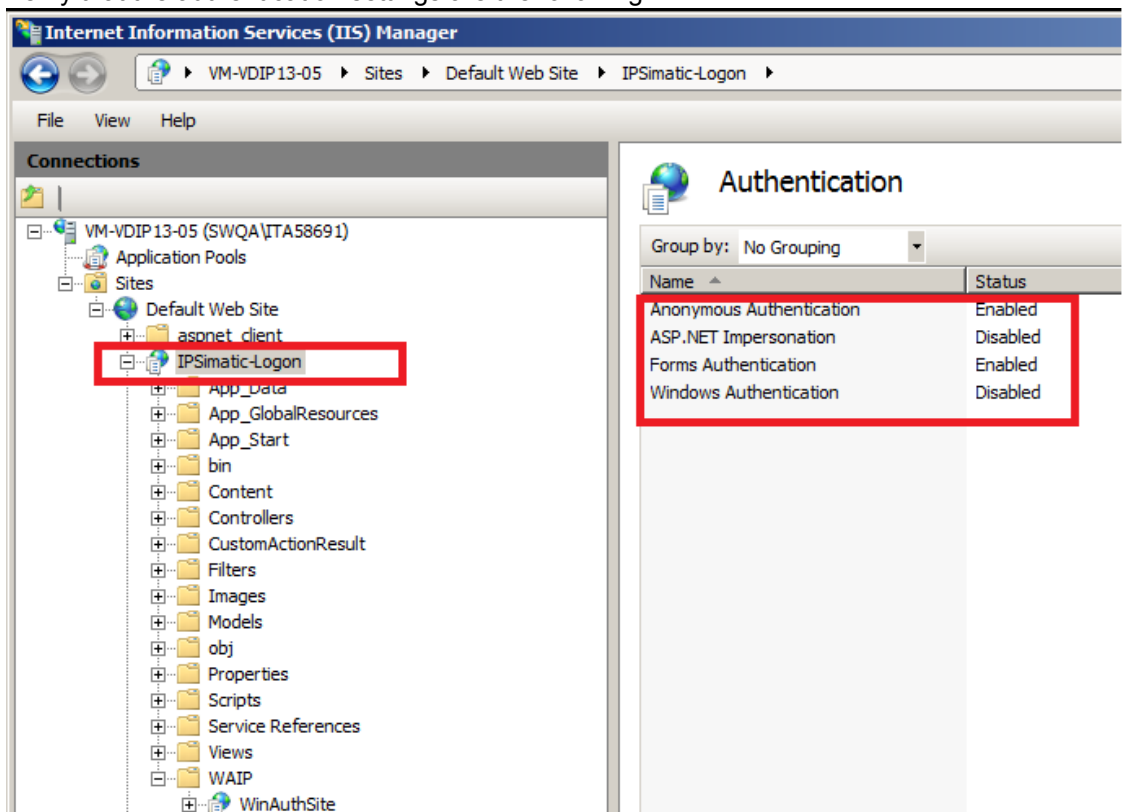 Internet Information Services (IIS) Manager
VM-VDIP13-05 Sites Default Web Site IPSimatic-Logon
File View Help
Connections
VM-VDIP13-05 (SWQA\ITA58691)
Application Pools
Sites
Default Web Site
aspnet_client
IPSimatic-Logon
App_Data
App_GlobalResources
App_Start
bin
Content
Controllers
CustomActionResult
Filters
Images
Models
obj
Properties
Scripts
Service References
Views
WAIP
WinAuthSite
Authentication
Group by: No Grouping
Name Status
Anonymous Authentication Enabled
ASP.NET Impersonation Disabled
Forms Authentication Enabled
Windows Authentication Disabled